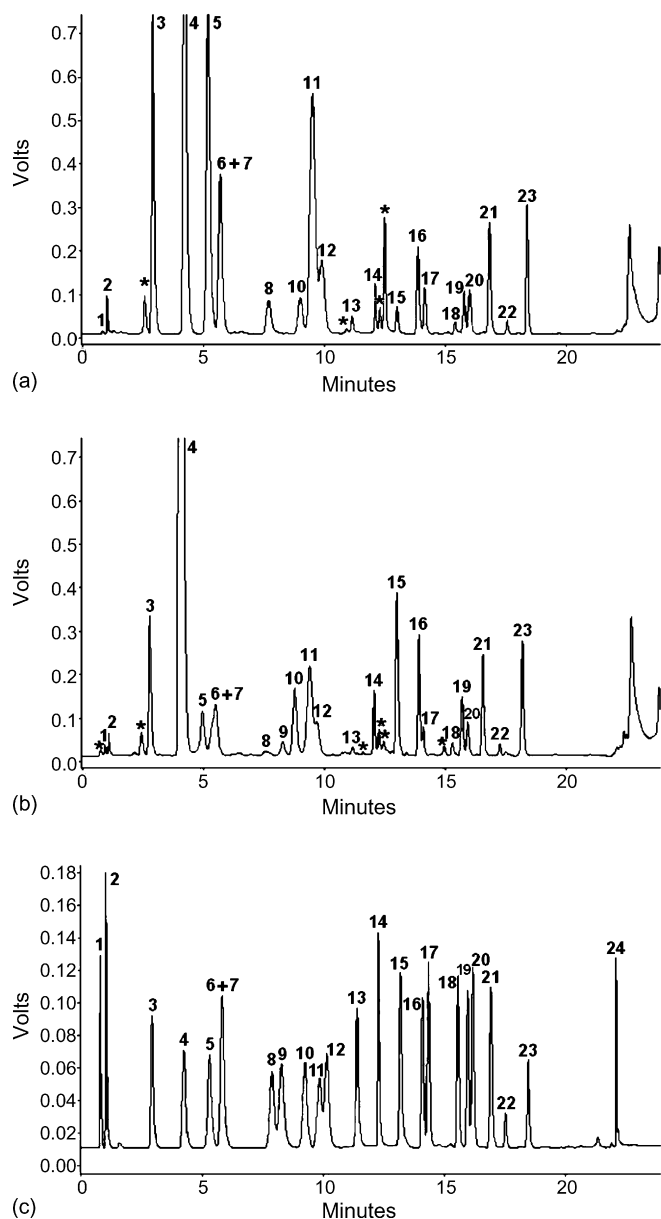 3 4 5
0.7
0.6
11
0.5
Volts
6 + 7
0.4
23
0.3
* 21
16
12
0.2
14 19 20
2 * 8 10 * 17
0.1
13 15
1 * 18 22
0.0
0 5 10 15 20
(a)
Minutes
4
0.7
0.6
0.5
Volts
15
0.4
3
16 21 23
0.3
11
10 14
0.2
19
5 6 + 7 12
20
* 17
0.1
1 2 * 8 9 13 * * * 18 22
*
0.0
0 5 10 15 20
(b)
Minutes
0.18
2
0.16
14
0.14
1 17 24
15 20
0.12
6 + 7 18 19
13 21
0.10
3 16
Volts
0.08
4 5 8 9 10 12
11 23
0.06
0.04
22
0.02
0.00
0 5 10 15 20
(c)
Minutes